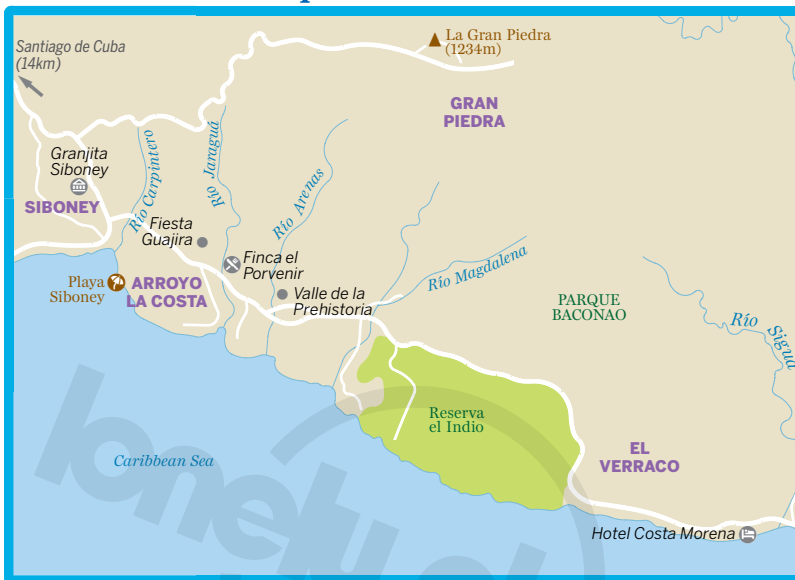 Santiago de Cuba
(14km)
La Gran Piedra
(1234m)
GRAN
PIEDRA
Granjita
Siboney
SIBONEY
Río Carpintero
Río Jaraguá
Río Arenas
Fiesta
Guajira
Finca el
Porvenir
Playa
Siboney
ARROYO
LA COSTA
Valle de la
Prehistoria
Río Magdalena
PARQUE
BACONAO
Río Sigua
Reserva
el Indio
Caribbean Sea
EL
VERRACO
Hotel Costa Morena